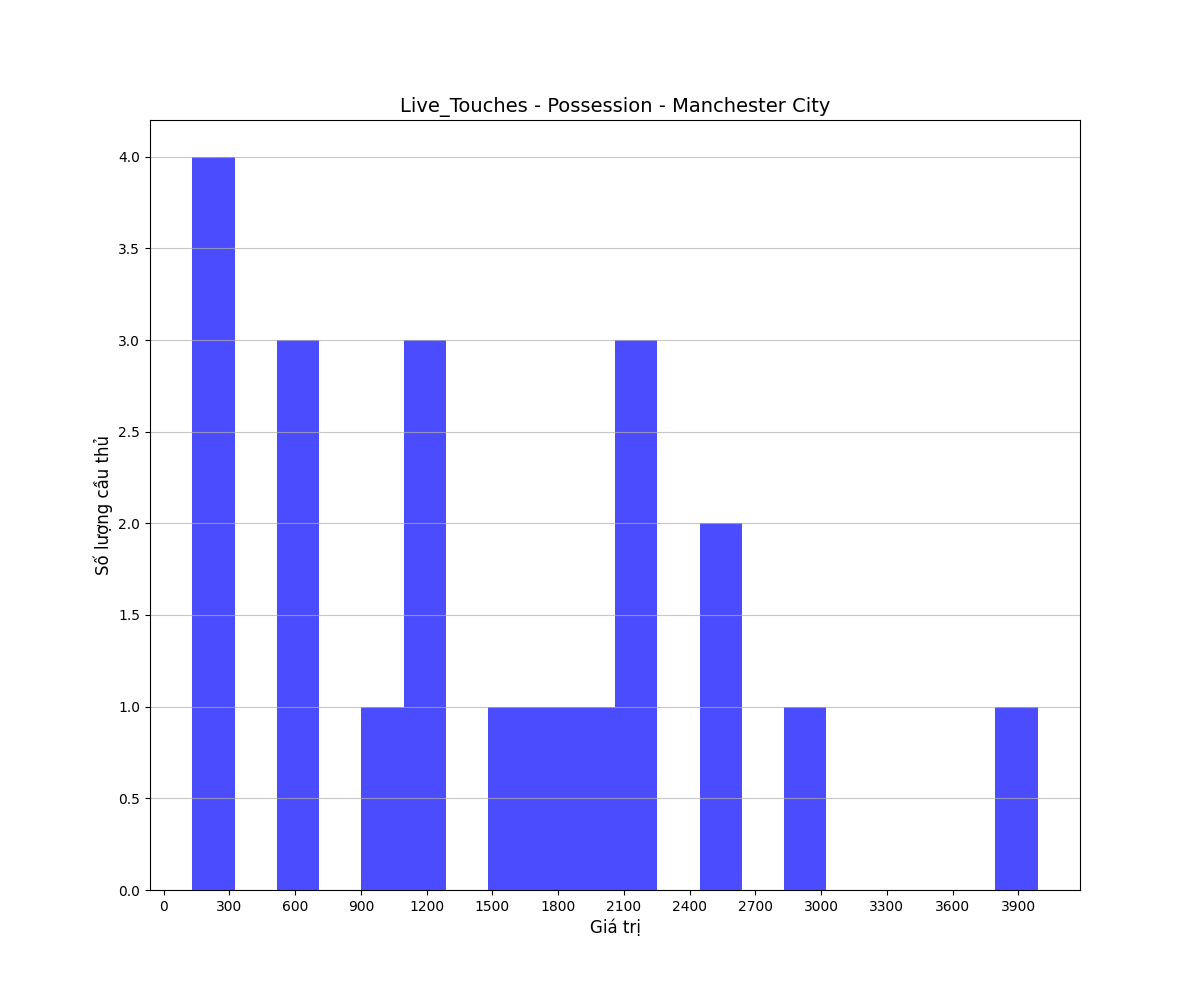 Live_Touches - Possession - Manchester City
4.0
3.5
3.0
2.5
2.0
1.5
1.0
0.5
0.0
Số lượng cầu thủ
0 300 600 900 1200 1500 1800 2100 2400 2700 3000 3300 3600 3900
Giá trị